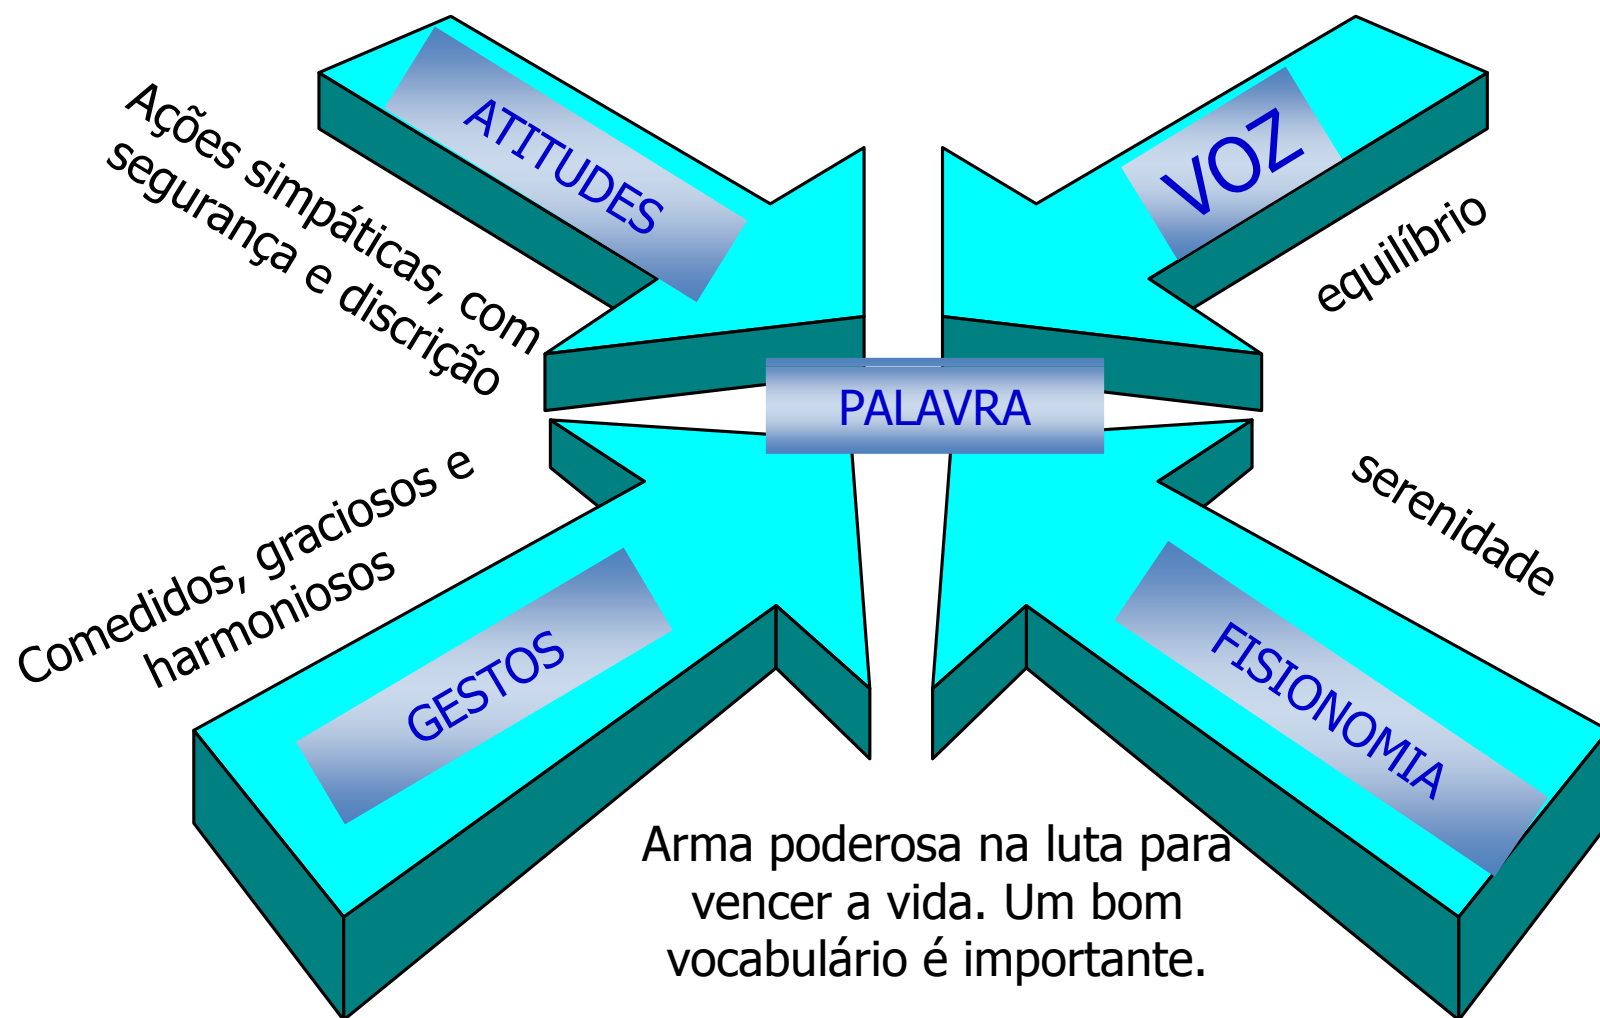 ATITUDES
Ações simpáticas, com
segurança e discrição
VOZ
equilíbrio
PALAVRA
Comedidos, graciosos e
harmoniosos
GESTOS
serenidade
FISIONOMIA
Arma poderosa na luta para
vencer a vida. Um bom
vocabulário é importante.